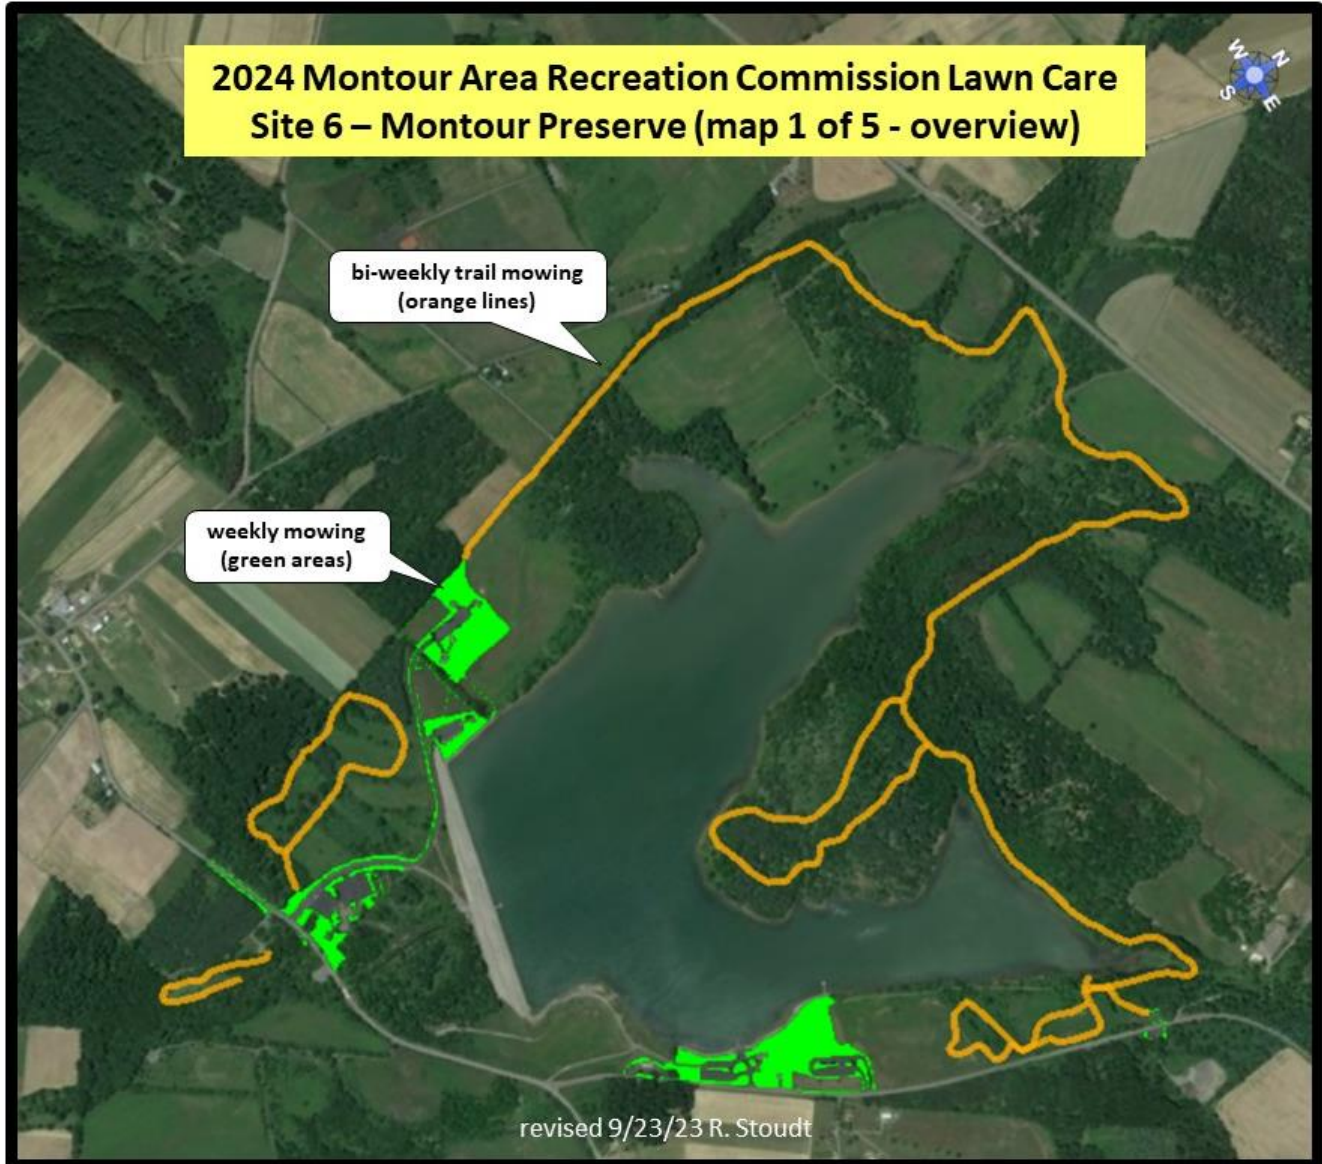 2024 Montour Area Recreation Commission Lawn Care
Site 6 – Montour Preserve (map 1 of 5 - overview)
W
N
S
E
bi-weekly trail mowing
(orange lines)
weekly mowing
(green areas)
revised 9/23/23 R. Stoudt